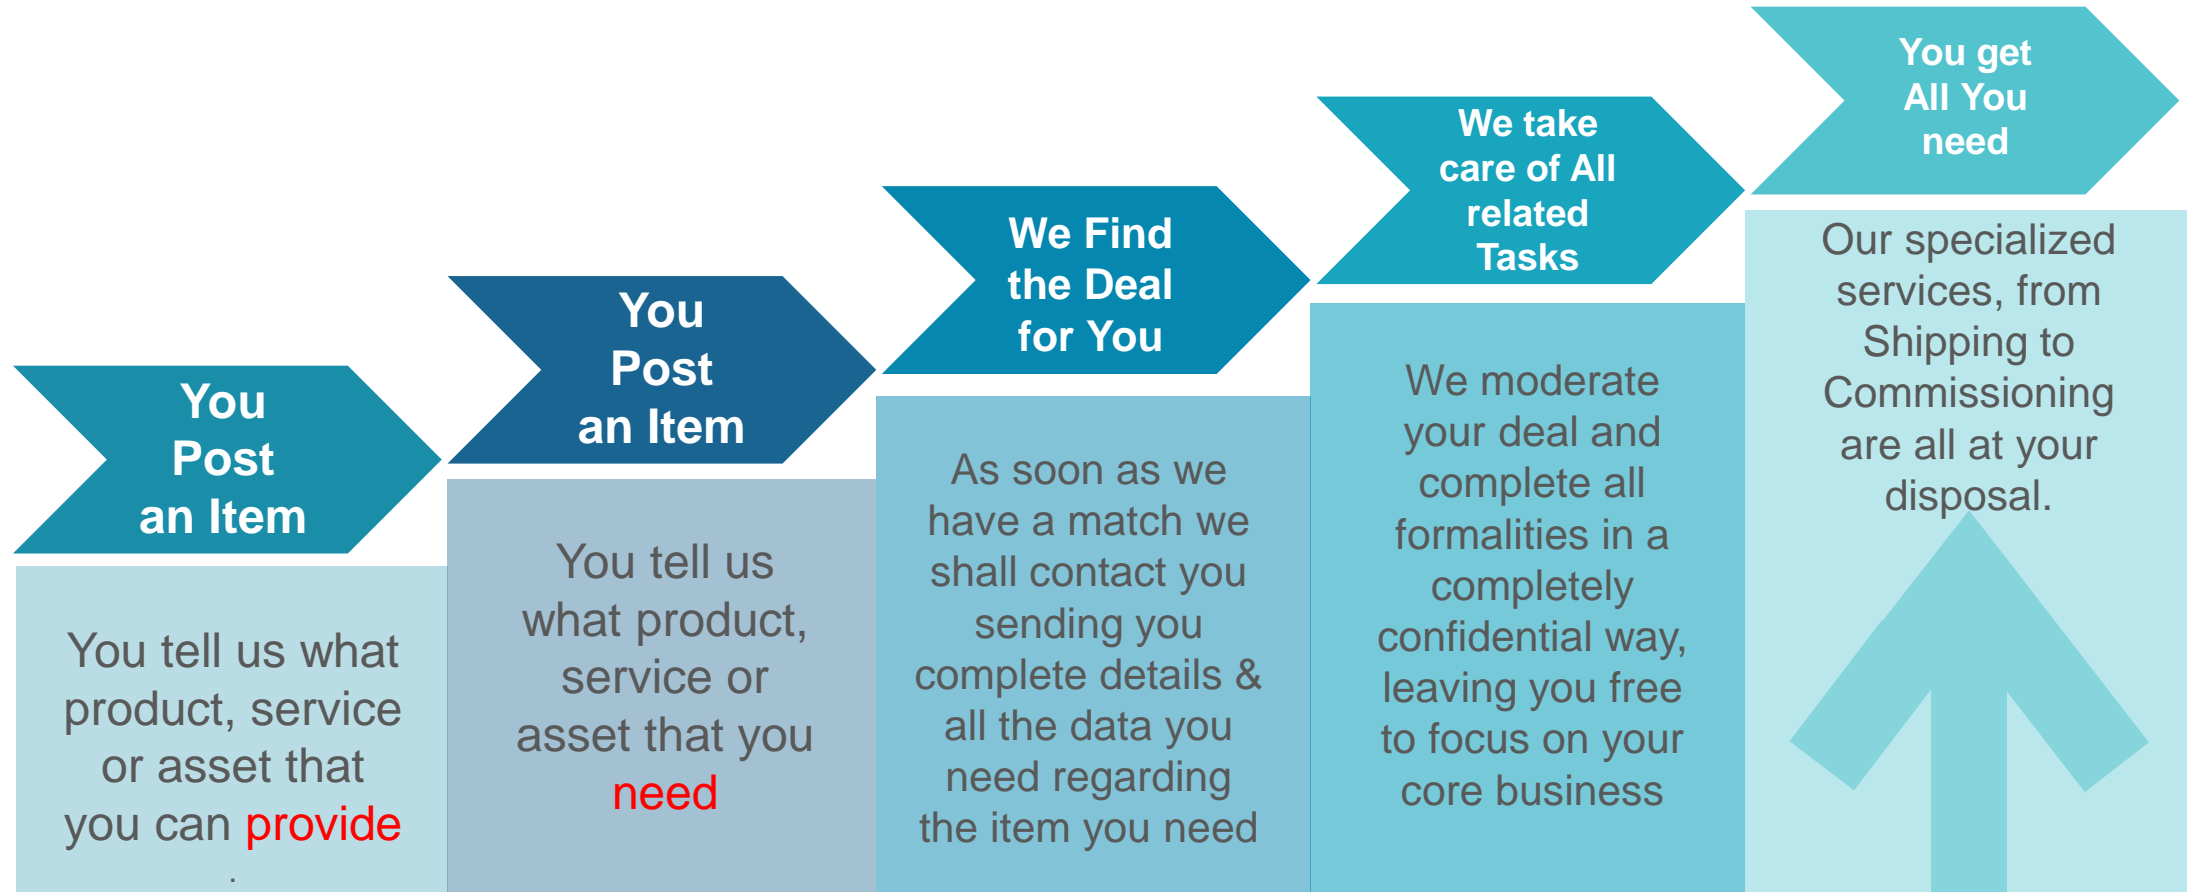 You
Post
an Item
You tell us what
product, service
or asset that
you can provide
.
You
Post
an Item
You tell us
what product,
service or
asset that you
need
We Find
the Deal
for You
As soon as we
have a match we
shall contact you
sending you
complete details &
all the data you
need regarding
the item you need
We take
care of All
related
Tasks
We moderate
your deal and
complete all
formalities in a
completely
confidential way,
leaving you free
to focus on your
core business
You get
All You
need
Our specialized
services, from
Shipping to
Commissioning
are all at your
disposal.